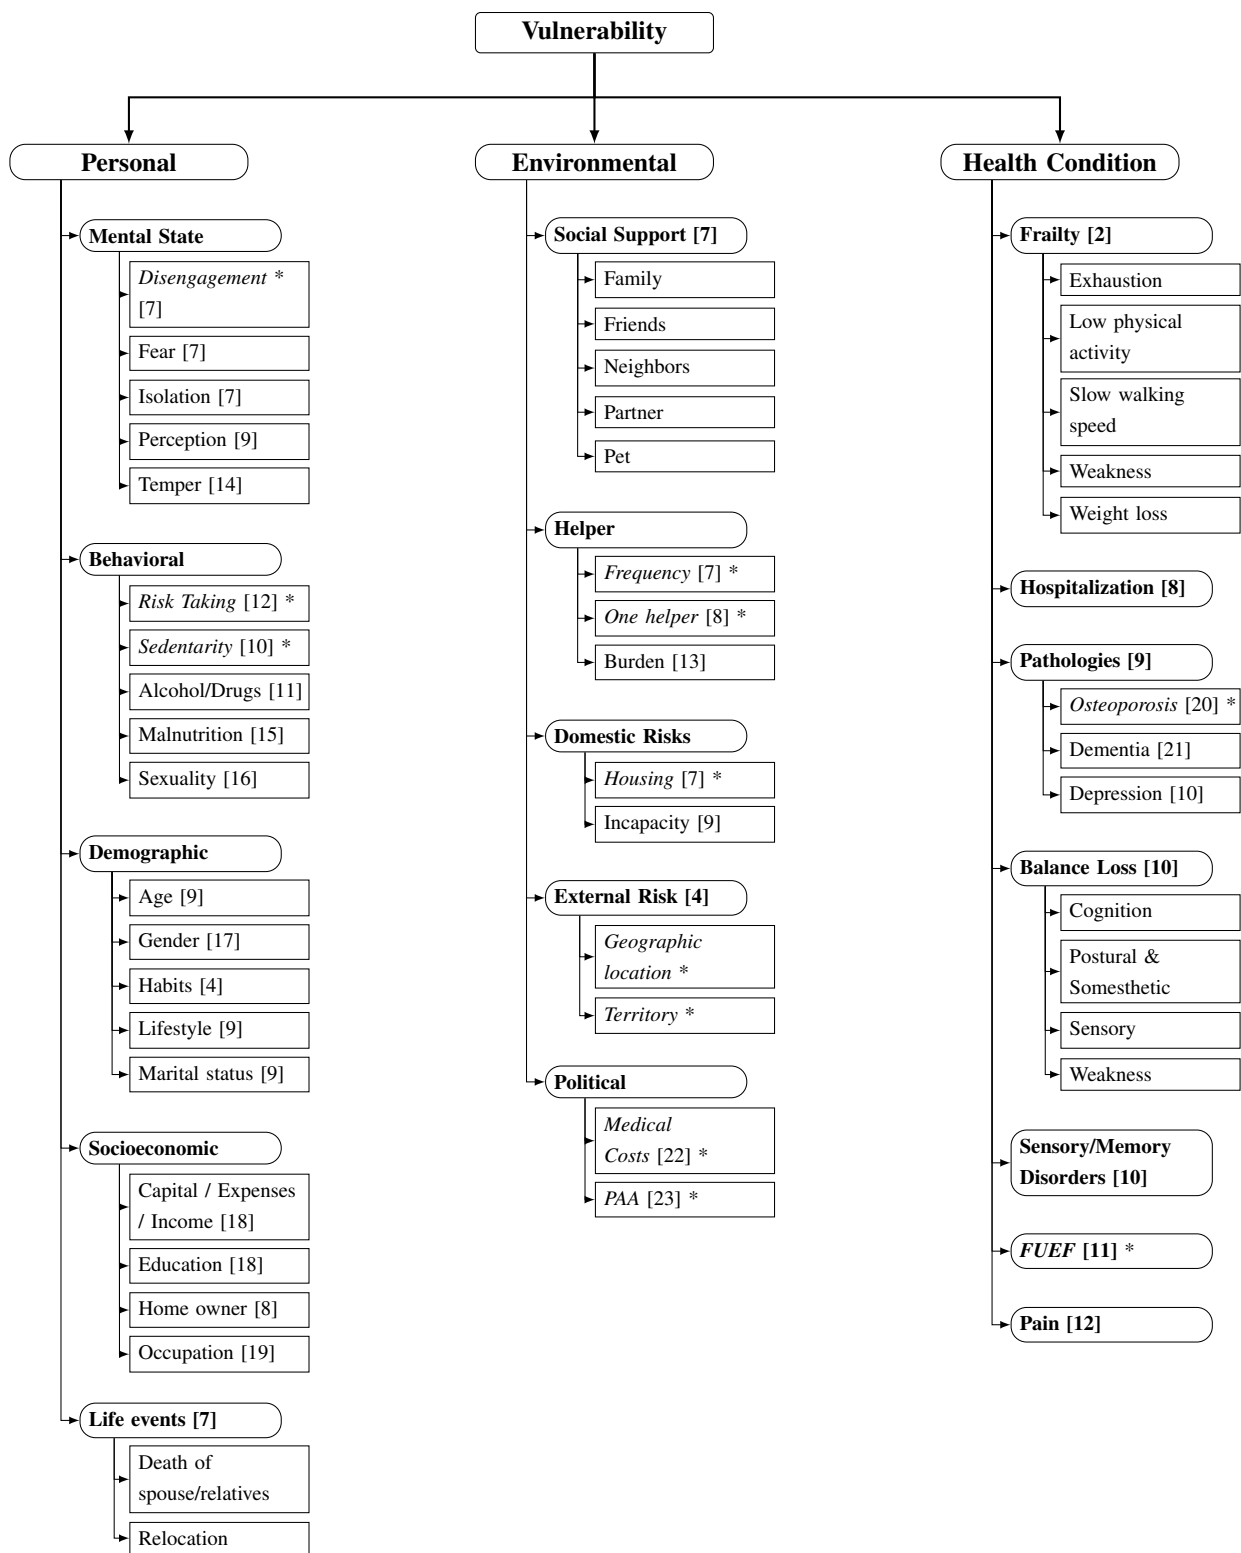 Vulnerability
Personal
Mental State
Disengagement *
[7]
Fear [7]
Isolation [7]
Perception [9]
Temper [14]
Behavioral
Risk Taking [12] *
Sedentarity [10] *
Alcohol/Drugs [11]
Malnutrition [15]
Sexuality [16]
Demographic
Age [9]
Gender [17]
Habits [4]
Lifestyle [9]
Marital status [9]
Socioeconomic
Capital / Expenses
/ Income [18]
Education [18]
Home owner [8]
Occupation [19]
Life events [7]
Death of
spouse/relatives
Relocation
Environmental
Social Support [7]
Family
Friends
Neighbors
Partner
Pet
Helper
Frequency [7] *
One helper [8] *
Burden [13]
Domestic Risks
Housing [7] *
Incapacity [9]
External Risk [4]
Geographic
location *
Territory *
Political
Medical
Costs [22] *
PAA [23] *
Health Condition
Frailty [2]
Exhaustion
Low physical
activity
Slow walking
speed
Weakness
Weight loss
Hospitalization [8]
Pathologies [9]
Osteoporosis [20] *
Dementia [21]
Depression [10]
Balance Loss [10]
Cognition
Postural &
Somesthetic
Sensory
Weakness
Sensory/Memory
Disorders [10]
FUEF [11] *
Pain [12]